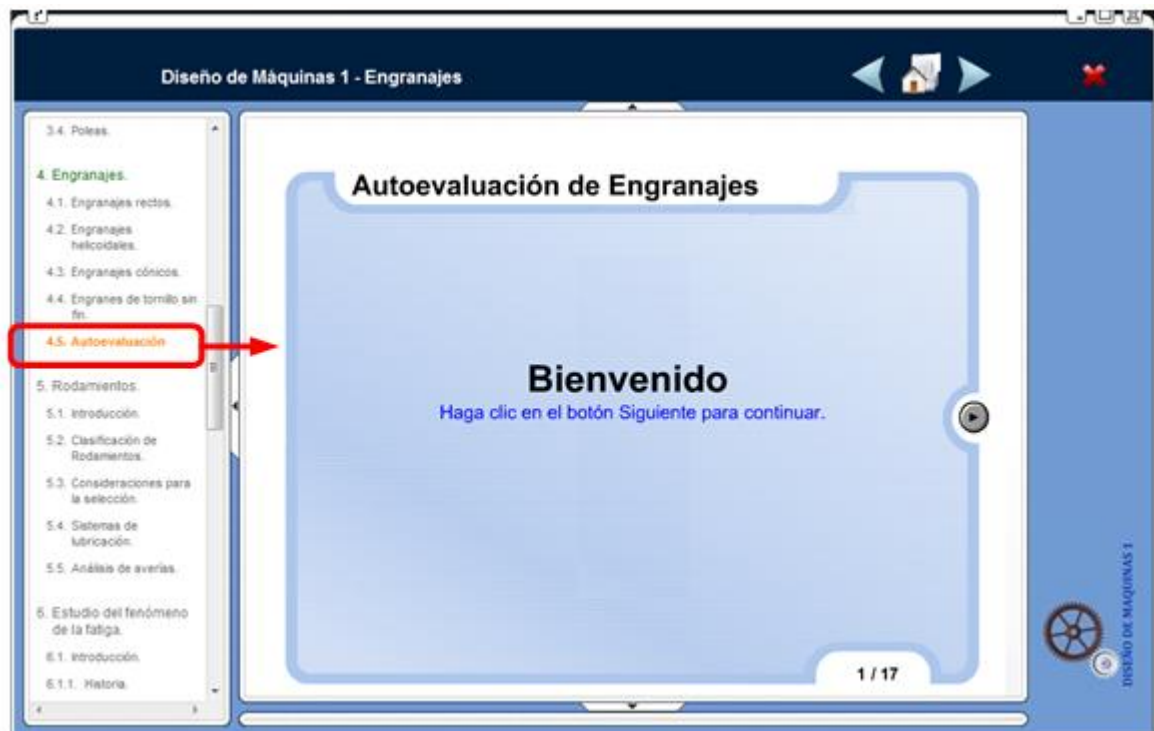 Diseño de Máquinas 1 - Engranajes
3.4. Poleas.
4. Engranajes.
4.1. Engranajes rectos.
4.2. Engranajes
helicoidales.
4.3. Engranajes cónicos.
4.4. Engranes de tornillo sin
fin.
4.5. Autoevaluación
5. Rodamientos.
5.1. Introducción.
5.2. Clasificación de
Rodamientos.
5.3. Consideraciones para
la selección.
5.4. Sistemas de
lubricación.
5.5. Análisis de averías.
6. Estudio del fenómeno
de la fatiga.
6.1. Introducción.
6.1.1. Historia.
Autoevaluación de Engranajes
Bienvenido
Haga clic en el botón Siguiente para continuar.
1 / 17
DISEÑO DE MAQUINAS 1